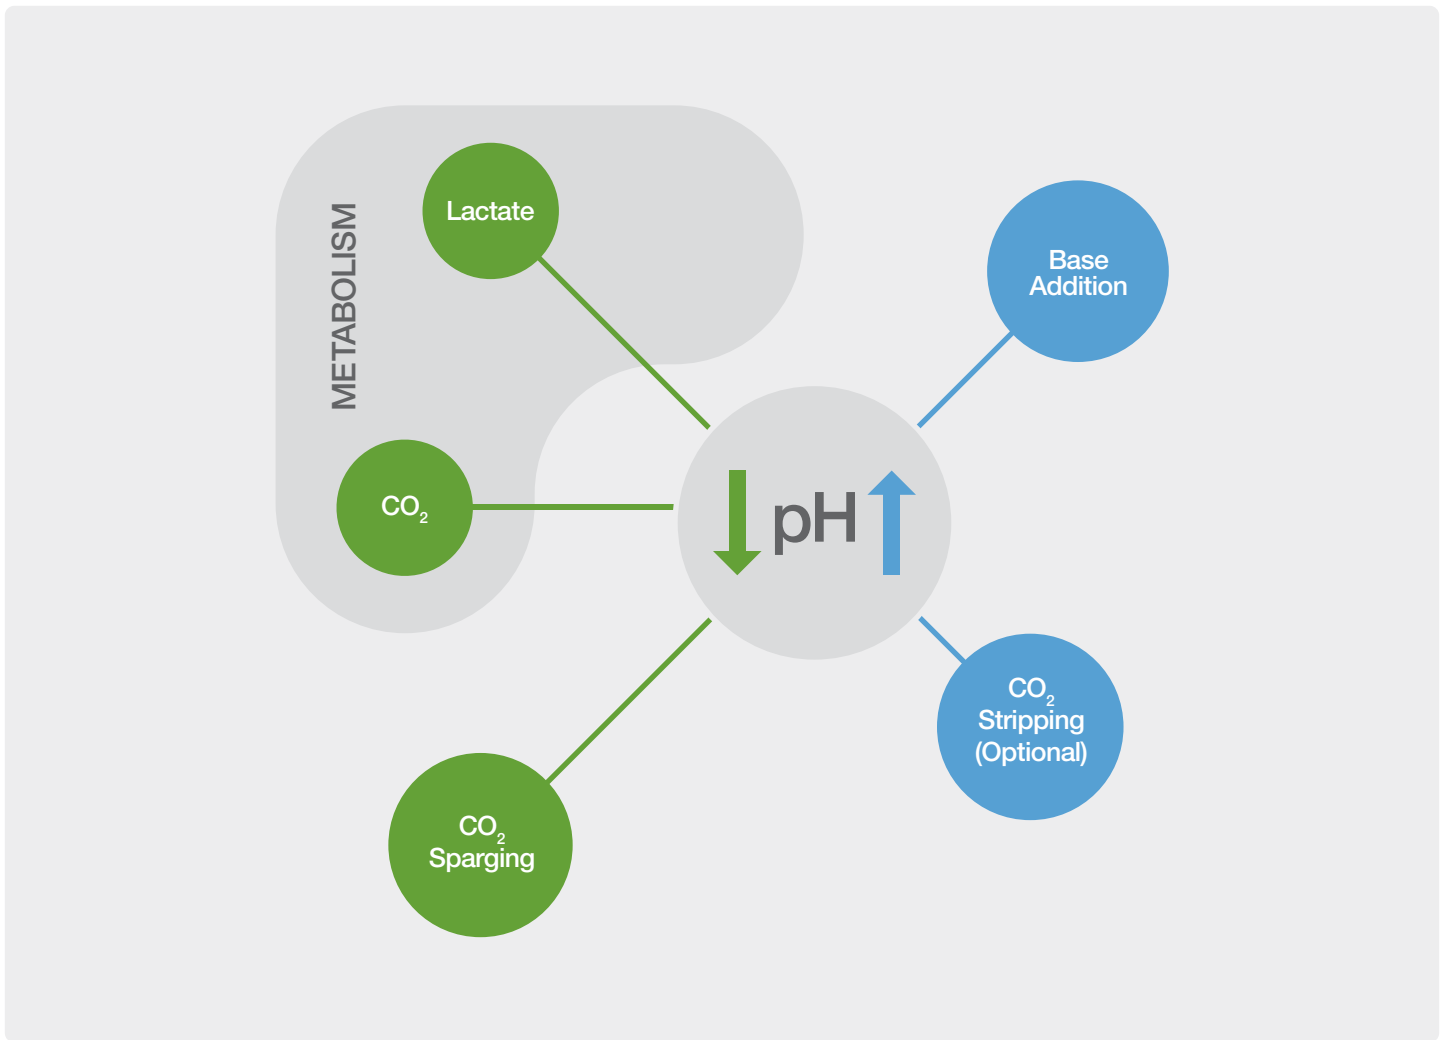 METABOLISM
Lactate
CO₂
CO₂
Sparging
pH
Base
Addition
CO₂
Stripping
(Optional)